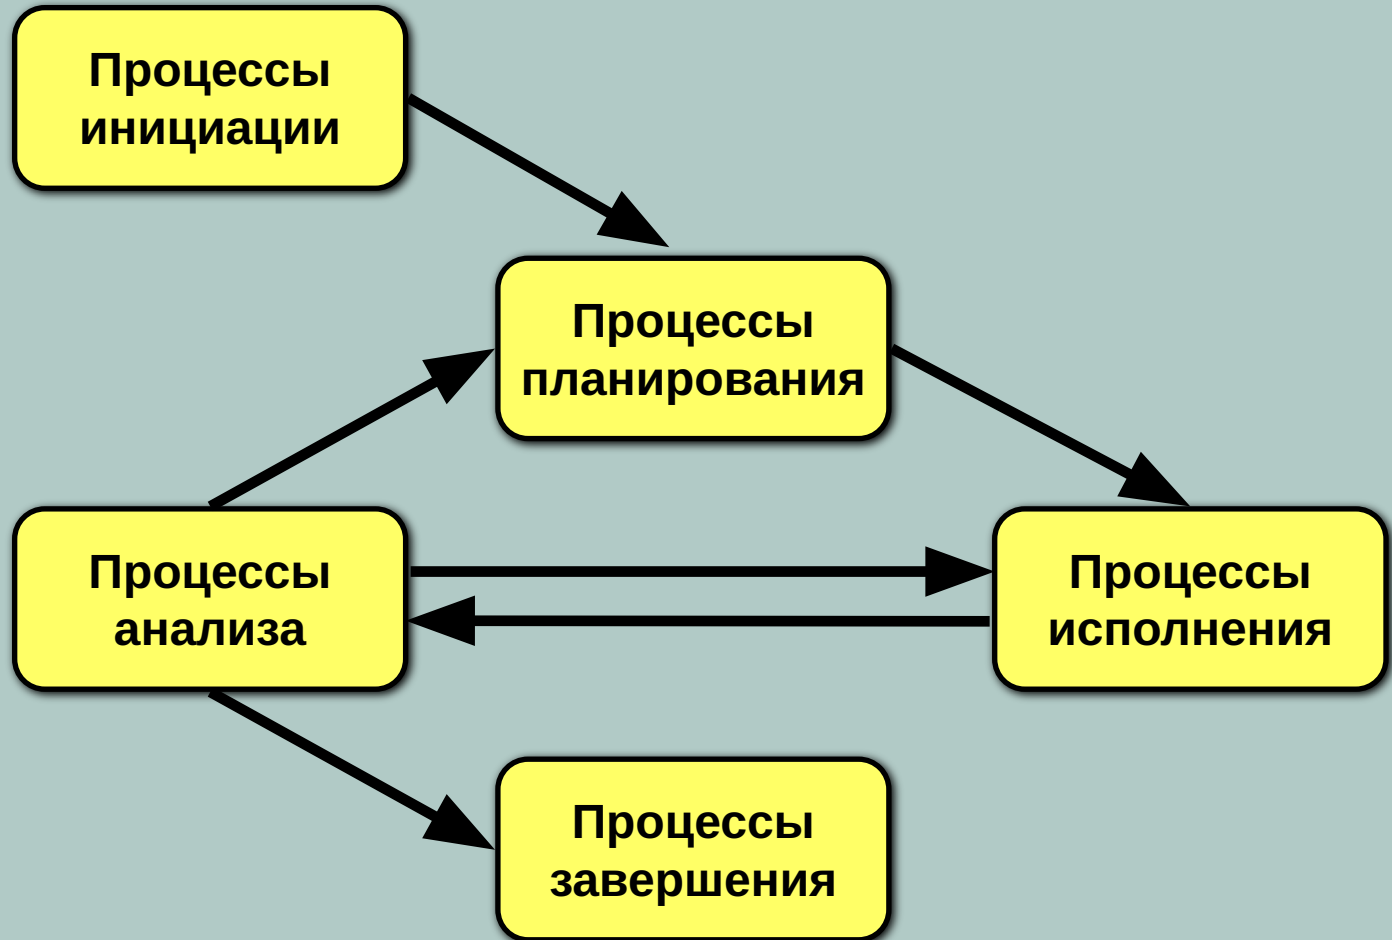 Процессы
инициации
Процессы
планирования
Процессы
анализа
Процессы
исполнения
Процессы
завершения